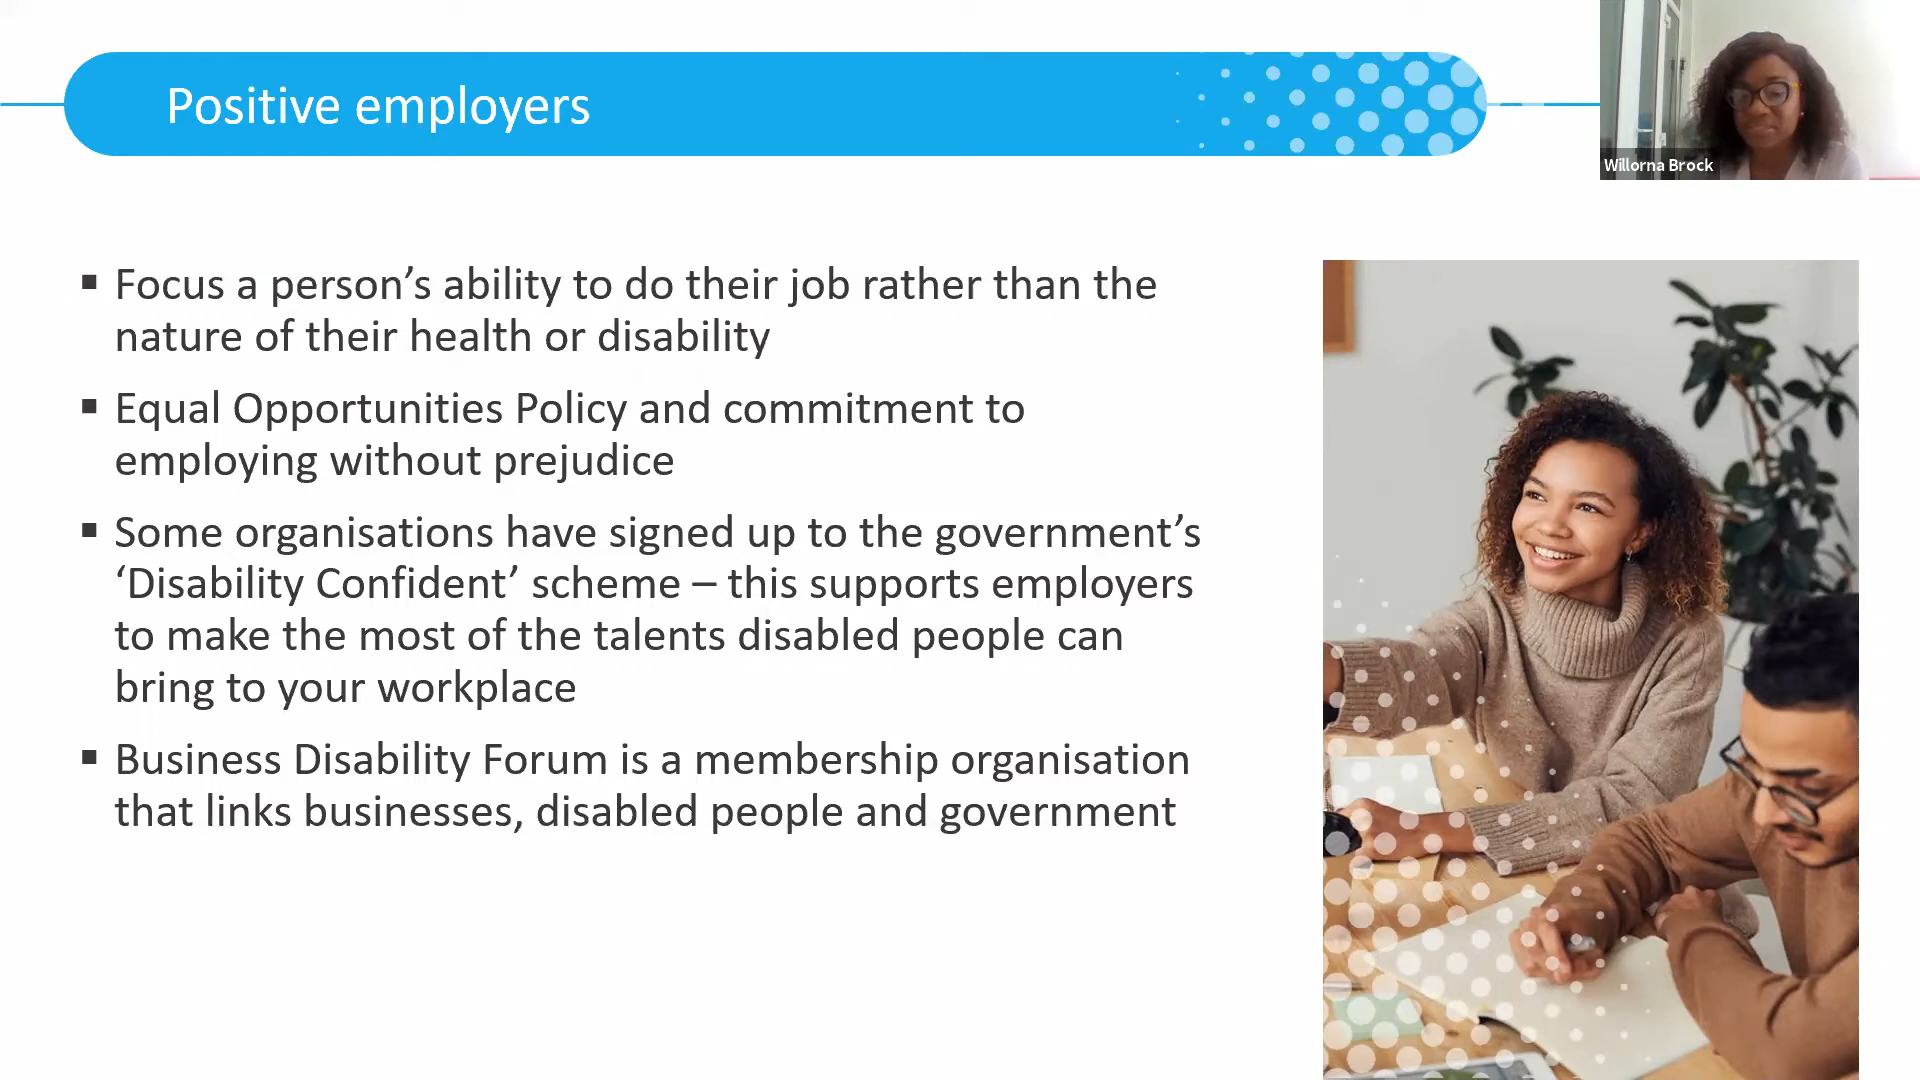 Positive employers
Willorna Brock
▪ Focus a person’s ability to do their job rather than the
nature of their health or disability
▪ Equal Opportunities Policy and commitment to
employing without prejudice
▪ Some organisations have signed up to the government’s
‘Disability Confident’ scheme – this supports employers
to make the most of the talents disabled people can
bring to your workplace
▪ Business Disability Forum is a membership organisation
that links businesses, disabled people and government